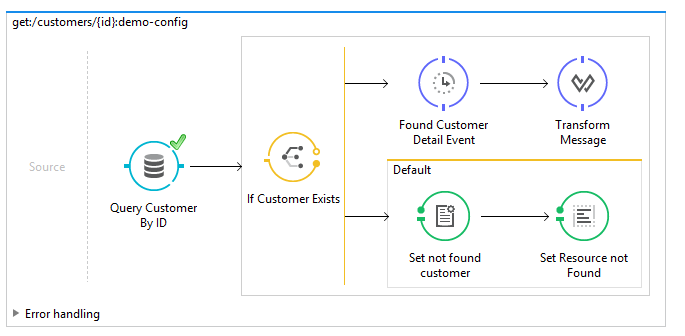 get:/customers/{id}:demo-config
Source
Query Customer
By ID
If Customer Exists
Found Customer
Detail Event
Transform
Message
Default
Set not found
customer
Set Resource not
Found
Error handling